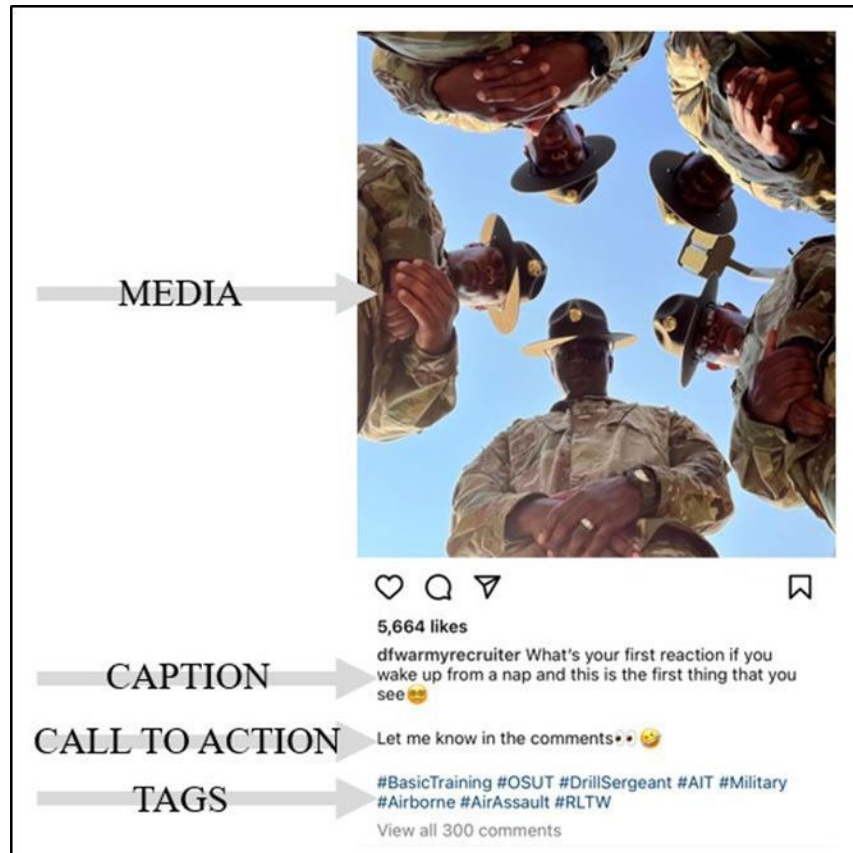 MEDIA
5,664 likes
dfwarmyrecruiter What's your first reaction if you
CAPTION
wake up from a nap and this is the first thing that you
see😵‍💫
CALL TO ACTION
Let me know in the comments👀 🤣
TAGS
#BasicTraining #OSUT #DrillSergeant #AIT #Military
#Airborne #AirAssault #RLTW
View all 300 comments